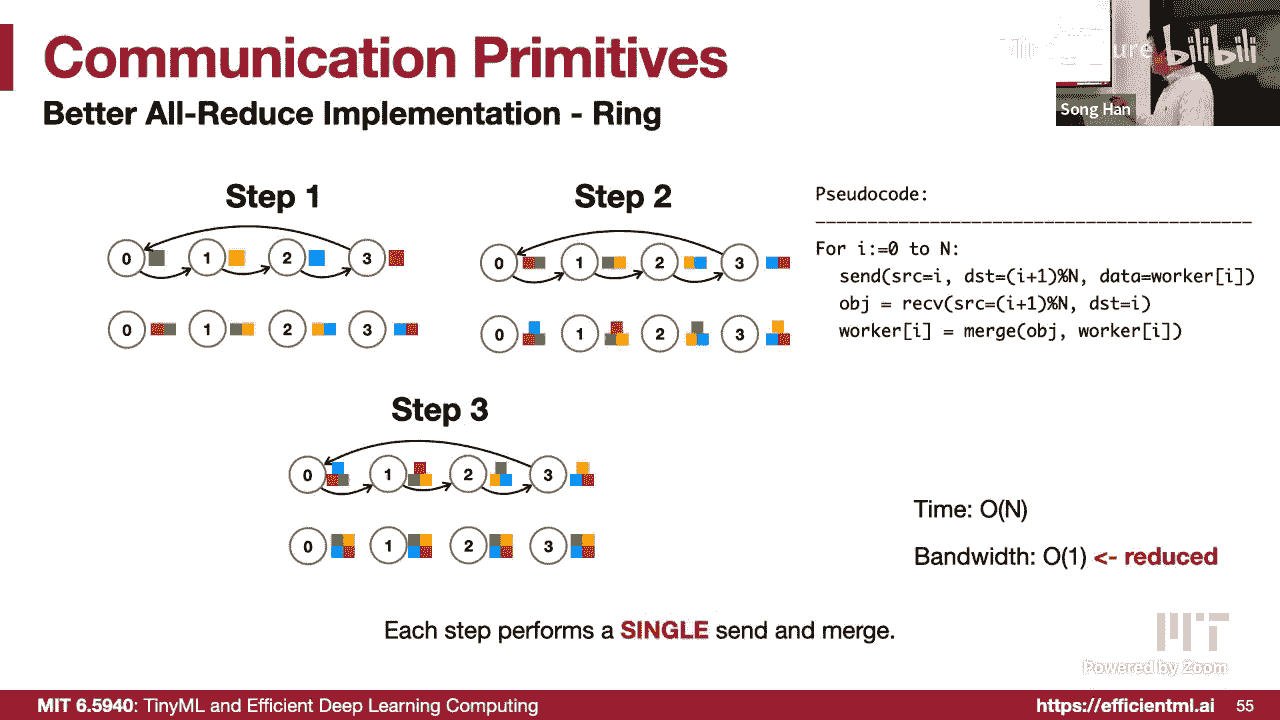 Communication Primitives
Better All-Reduce Implementation - Ring
bilibili
Song Han
Step 1
0 1 2 3
0 1 2 3
Step 2
0 1 2 3
0 1 2 3
Step 3
0 1 2 3
0 1 2 3
Pseudocode:
------------------------------------------
For i:=0 to N:
send(src=i, dst=(i+1)%N, data=worker[i])
obj = recv(src=(i+1)%N, dst=i)
worker[i] = merge(obj, worker[i])
Time: O(N)
Bandwidth: O(1) <- reduced
Each step performs a SINGLE send and merge.
MIT
Powered by Zoom
MIT 6.5940: TinyML and Efficient Deep Learning Computing
https://efficientml.ai
55